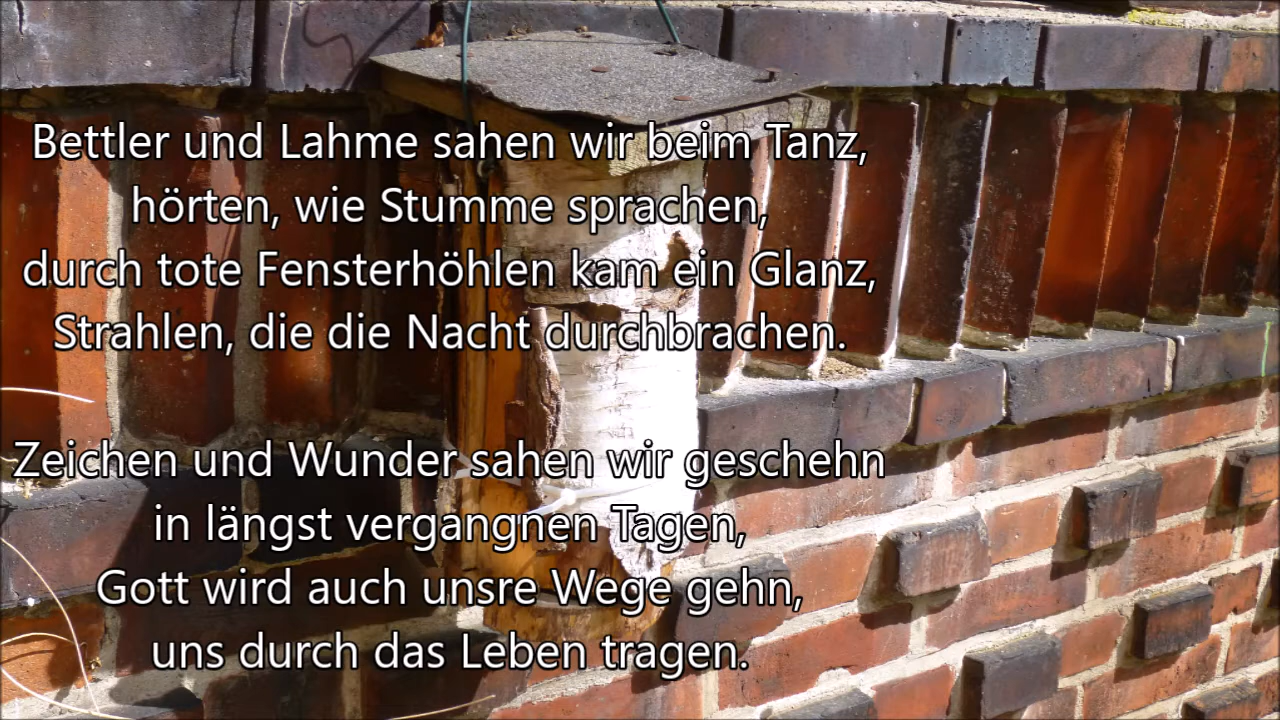 Bettler und Lahme sahen wir beim Tanz,
hörten, wie Stumme sprachen,
durch tote Fensterhöhlen kam ein Glanz,
Strahlen, die die Nacht durchbrachen.
Zeichen und Wunder sahen wir geschehn
in längst vergangnen Tagen,
Gott wird auch unsre Wege gehn,
uns durch das Leben tragen.